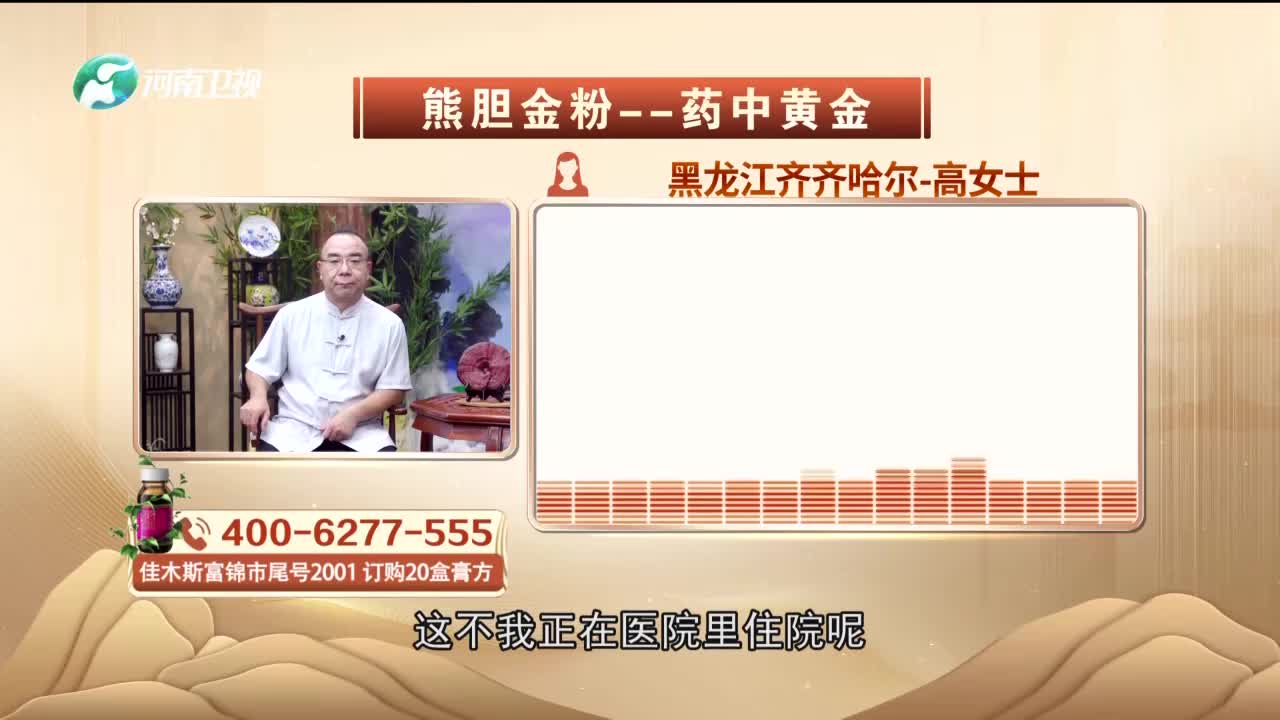 河南卫视
熊胆金粉--药中黄金
黑龙江齐齐哈尔-高女士
400-6277-555
佳木斯富锦市尾号2001 订购20盒膏方
这不我正在医院里住院呢